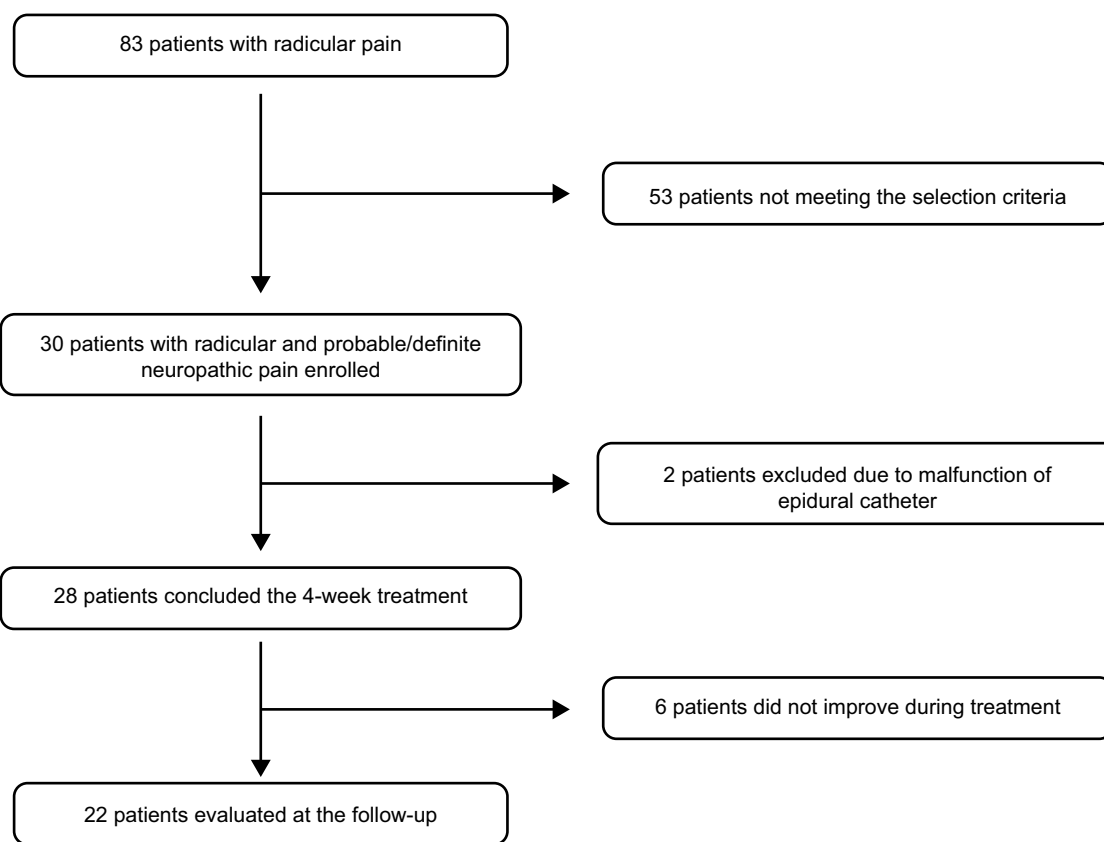 83 patients with radicular pain
53 patients not meeting the selection criteria
30 patients with radicular and probable/definite
neuropathic pain enrolled
2 patients excluded due to malfunction of
epidural catheter
28 patients concluded the 4-week treatment
6 patients did not improve during treatment
22 patients evaluated at the follow-up